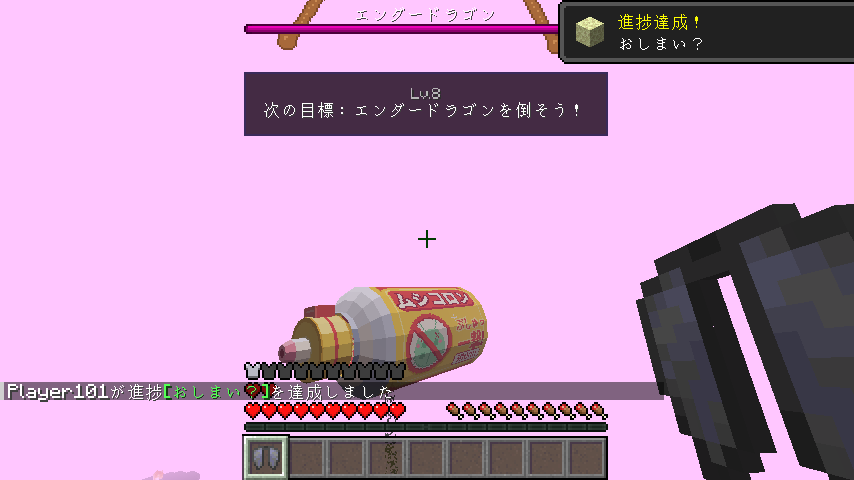 エンダードラゴン
進捗達成！
おしまい？
Lv.8
次の目標：エンダードラゴンを倒そう！
ムシコロン
Player101が進捗[おしまい？]を達成しました